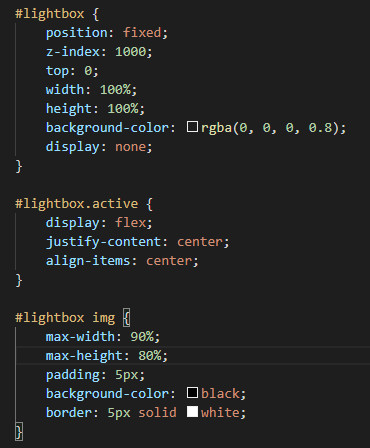 #lightbox {
    position: fixed;
    z-index: 1000;
    top: 0;
    width: 100%;
    height: 100%;
    background-color: rgba(0, 0, 0, 0.8);
    display: none;
}

#lightbox.active {
    display: flex;
    justify-content: center;
    align-items: center;
}

#lightbox img {
    max-width: 90%;
    max-height: 80%;
    padding: 5px;
    background-color: black;
    border: 5px solid white;
}